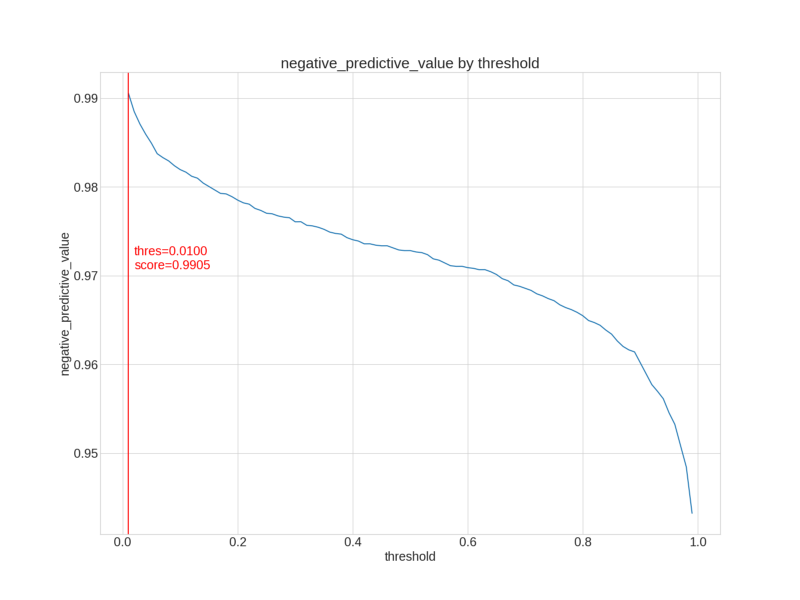 negative_predictive_value by threshold
negative_predictive_value
0.99
0.98
0.97
0.96
0.95
thres=0.0100
score=0.9905
0.0 0.2 0.4 0.6 0.8 1.0
threshold